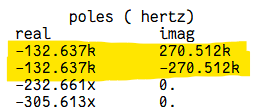 poles ( hertz)
real imag
-132.637k 270.512k
-132.637k -270.512k
-232.661x 0.
-305.613x 0.